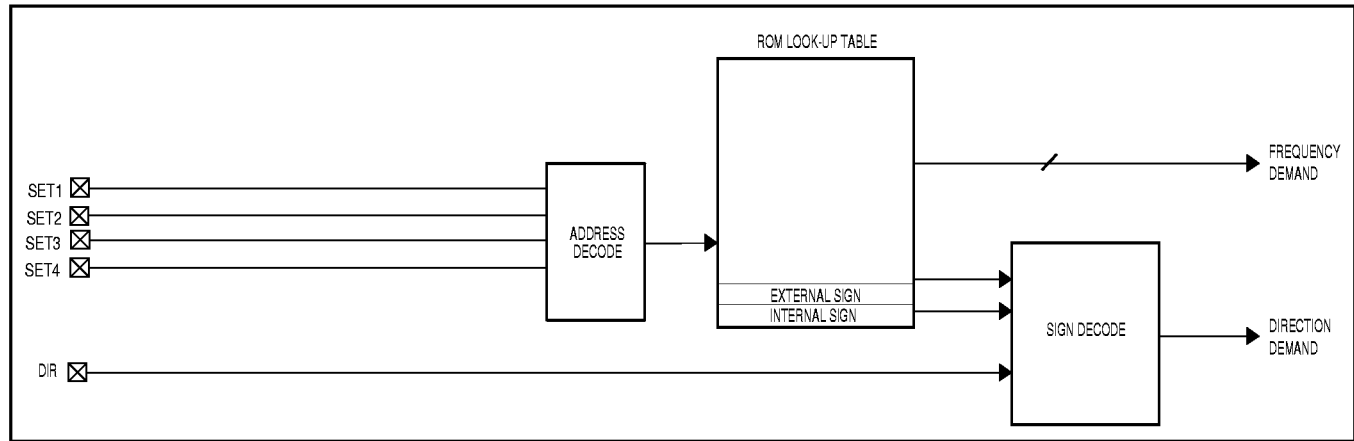 ROM LOOK-UP TABLE
FREQUENCY
DEMAND
SET1
SET2
SET3
SET4
ADDRESS
DECODE
EXTERNAL SIGN
INTERNAL SIGN
SIGN DECODE
DIRECTION
DEMAND
DIR